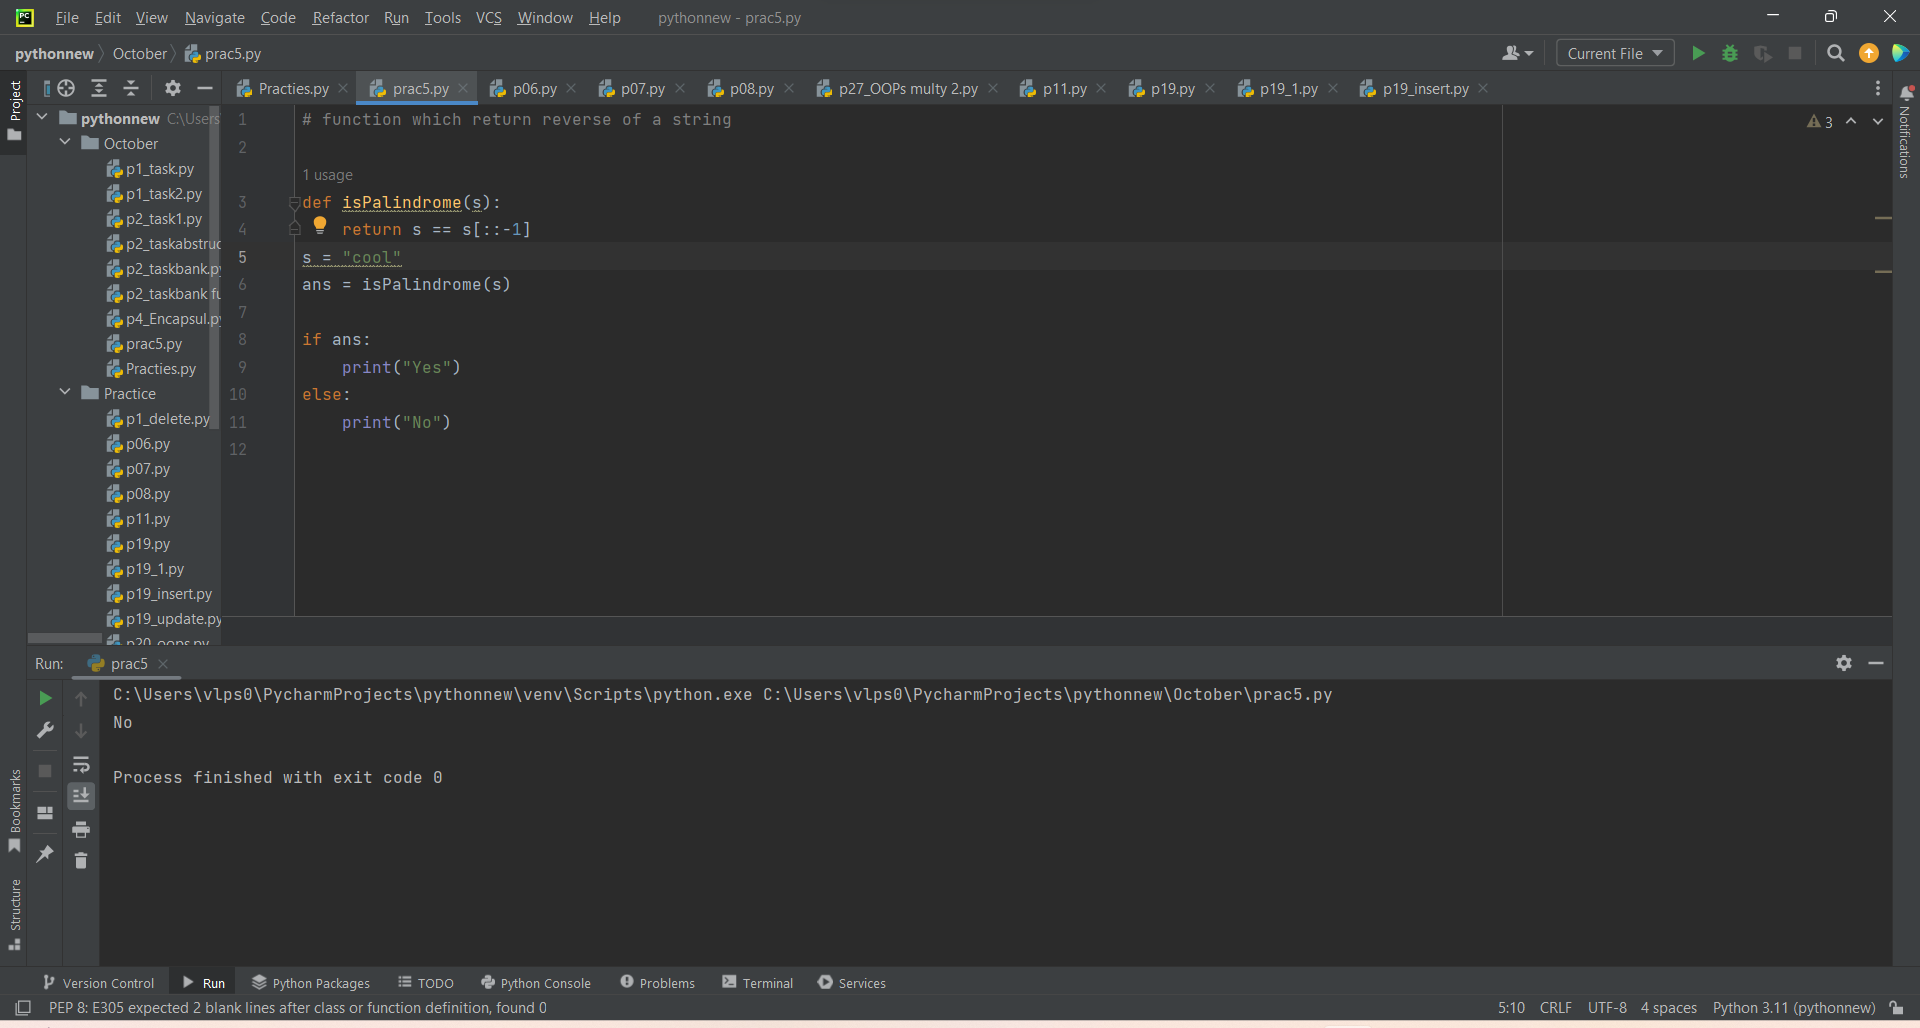 PC File Edit View Navigate Code Refactor Run Tools VCS Window Help pythonnew - prac5.py
pythonnew October prac5.py Current File
Project
Practies.py prac5.py p06.py p07.py p08.py p27_OOPs multy 2.py p11.py p19.py p19_1.py p19_insert.py
Notifications
pythonnew C:\Users
October
p1_task.py
p1_task2.py
p2_task1.py
p2_taskabstruc
p2_taskbank.py
p2_taskbank fu
p4_Encapsul.py
prac5.py
Practies.py
Practice
p1_delete.py
p06.py
p07.py
p08.py
p11.py
p19.py
p19_1.py
p19_insert.py
p19_update.py
p20_oops.py
1 # function which return reverse of a string
3
2
1 usage
3 def isPalindrome(s):
4 return s == s[::-1]
5 s = "cool"
6 ans = isPalindrome(s)
7
8 if ans:
9 print("Yes")
10 else:
11 print("No")
12
Run: prac5
C:\Users\vlps0\PycharmProjects\pythonnew\venv\Scripts\python.exe C:\Users\vlps0\PycharmProjects\pythonnew\October\prac5.py
No
Process finished with exit code 0
Bookmarks
Structure
Version Control Run Python Packages TODO Python Console Problems Terminal Services
PEP 8: E305 expected 2 blank lines after class or function definition, found 0 5:10 CRLF UTF-8 4 spaces Python 3.11 (pythonnew)